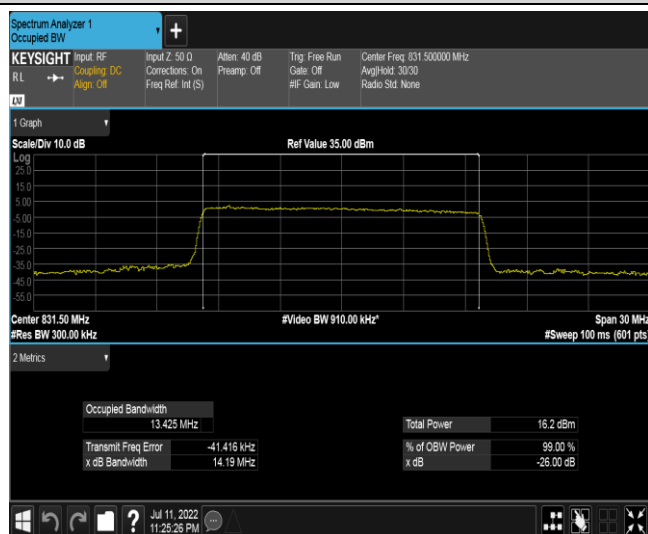 Spectrum Analyzer 1
Occupied BW
KEYSIGHT
RL
LXI
Input: RF
Coupling: DC
Align: Off
Input Z: 50 Ω
Corrections: On
Freq Ref: Int (S)
Atten: 40 dB
Preamp: Off
Trig: Free Run
Gate: Off
#IF Gain: Low
Center Freq: 831.500000 MHz
Avg|Hold: 30/30
Radio Std: None
1 Graph
Scale/Div 10.0 dB
Ref Value 35.00 dBm
Log
25.0
15.0
5.00
-5.00
-15.0
-25.0
-35.0
-45.0
-55.0
Center 831.50 MHz
#Video BW 910.00 kHz*
Span 30 MHz
#Res BW 300.00 kHz
#Sweep 100 ms (601 pts)
2 Metrics
Occupied Bandwidth
13.425 MHz
Total Power 16.2 dBm
Transmit Freq Error -41.416 kHz
% of OBW Power 99.00 %
x dB Bandwidth 14.19 MHz
x dB -26.00 dB
?
Jul 11, 2022
11:25:26 PM